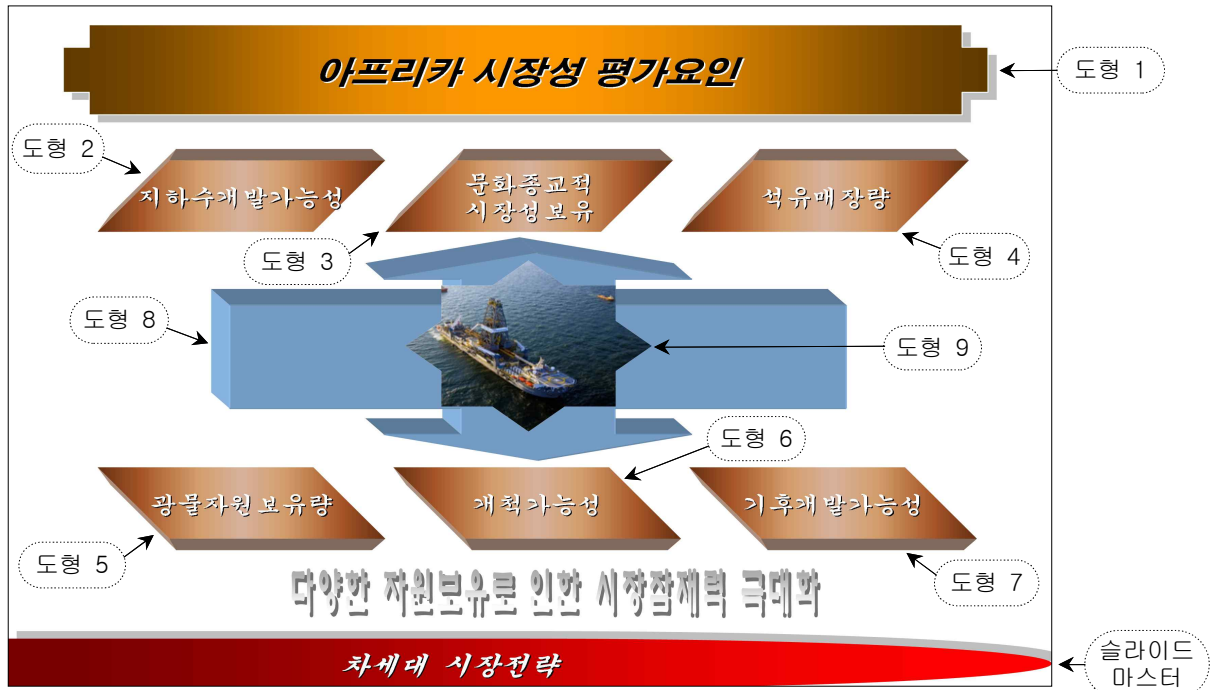 아프리카 시장성 평가요인
도형 1
도형 2
지하수개발가능성
문화종교적
시장성보유
석유매장량
도형 3
도형 4
도형 8
도형 9
도형 6
광물자원보유량
개척가능성
기후개발가능성
도형 5
도형 7
다양한 자원보유로 인한 시장잠재력 극대화
차세대 시장전략
슬라이드
마스터